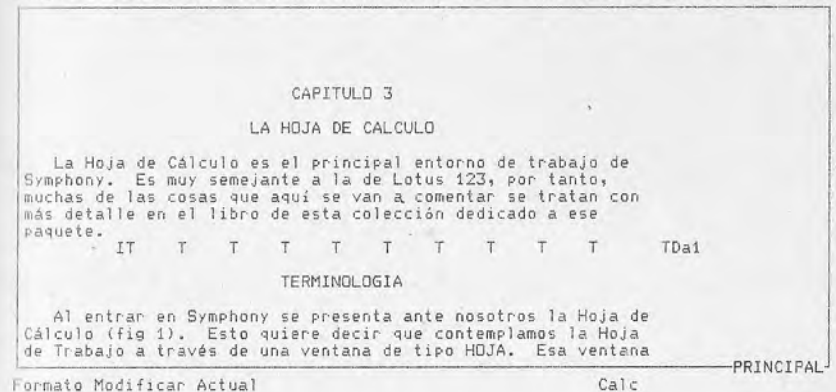 CAPITULO 3
LA HOJA DE CALCULO
La Hoja de Cálculo es el principal entorno de trabajo de
Symphony. Es muy semejante a la de Lotus 123, por tanto,
muchas de las cosas que aquí se van a comentar se tratan con
más detalle en el libro de esta colección dedicado a ese
paquete.
IT T T T T T T T T T TDa1
TERMINOLOGIA
Al entrar en Symphony se presenta ante nosotros la Hoja de
Cálculo (fig 1). Esto quiere decir que contemplamos la Hoja
de Trabajo a través de una ventana de tipo HOJA. Esa ventana
PRINCIPAL
Formato Modificar Actual Calc